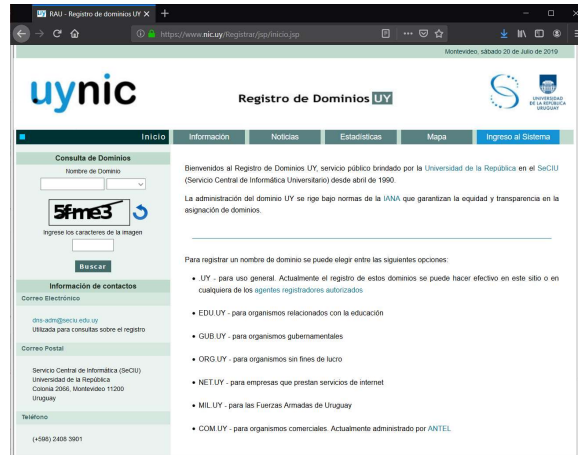 RAU - Registro de dominios UY
https://www.nic.uy/Registrar/jsp/inicio.jsp
Montevideo, sábado 20 de Julio de 2019
uynic
Registro de Dominios UY
UNIVERSIDAD
DE LA REPÚBLICA
URUGUAY
Inicio
Información
Noticias
Estadísticas
Mapa
Ingreso al Sistema
Consulta de Dominios
Nombre de Dominio
5fme3
Ingrese los caracteres de la imagen
Buscar
Información de contactos
Correo Electrónico
dns-adm@seciu.edu.uy
Utilizada para consultas sobre el registro
Correo Postal
Servicio Central de Informática (SeCIU)
Universidad de la República
Colonia 2066, Montevideo 11200
Uruguay
Teléfono
(+598) 2408 3901
Bienvenidos al Registro de Dominios UY, servicio público brindado por la Universidad de la República en el SeCIU
(Servicio Central de Informática Universitario) desde abril de 1990.
La administración del dominio UY se rige bajo normas de la IANA que garantizan la equidad y transparencia en la
asignación de dominios.
Para registrar un nombre de dominio se puede elegir entre las siguientes opciones:
• .UY - para uso general. Actualmente el registro de estos dominios se puede hacer efectivo en este sitio o en
cualquiera de los agentes registradores autorizados
• EDU.UY - para organismos relacionados con la educación
• GUB.UY - para organismos gubernamentales
• ORG.UY - para organismos sin fines de lucro
• NET.UY- para empresas que prestan servicios de internet
• MIL.UY - para las Fuerzas Armadas de Uruguay
• COM.UY - para organismos comerciales. Actualmente administrado por ANTEL